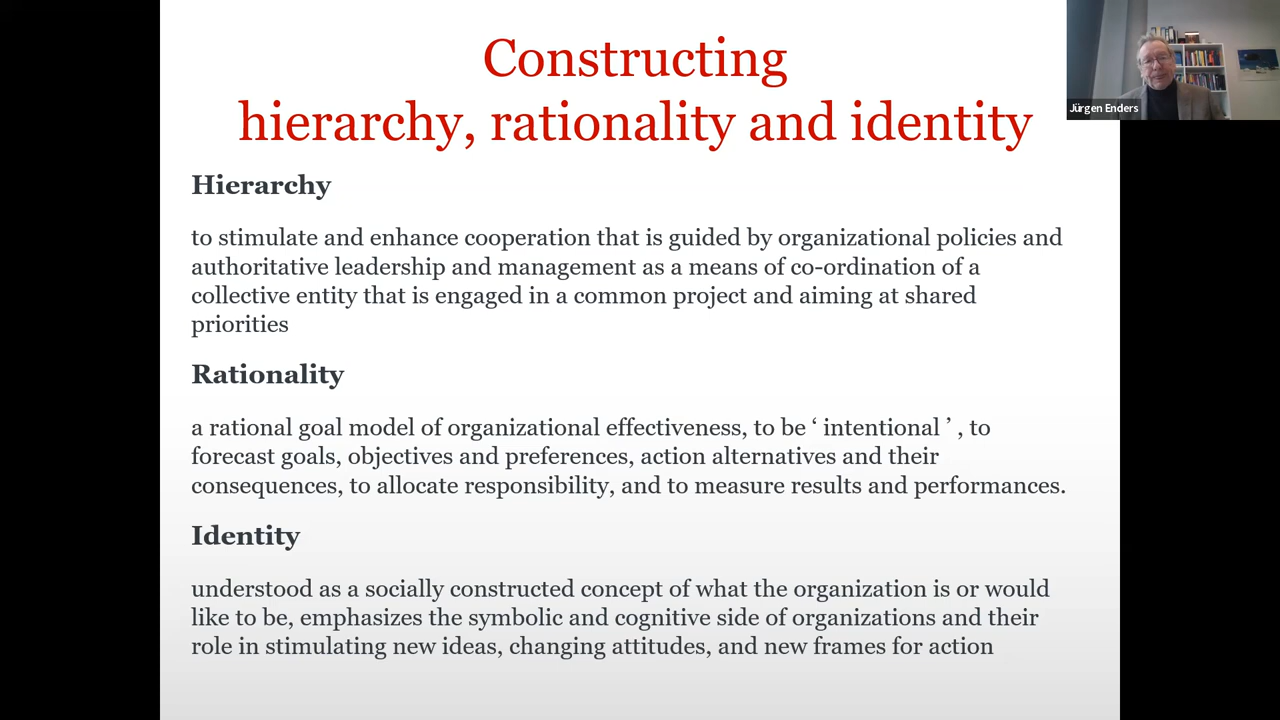 Constructing
hierarchy, rationality and identity
Jürgen Enders
Hierarchy
to stimulate and enhance cooperation that is guided by organizational policies and
authoritative leadership and management as a means of co-ordination of a
collective entity that is engaged in a common project and aiming at shared
priorities
Rationality
a rational goal model of organizational effectiveness, to be ‘ intentional ’ , to
forecast goals, objectives and preferences, action alternatives and their
consequences, to allocate responsibility, and to measure results and performances.
Identity
understood as a socially constructed concept of what the organization is or would
like to be, emphasizes the symbolic and cognitive side of organizations and their
role in stimulating new ideas, changing attitudes, and new frames for action